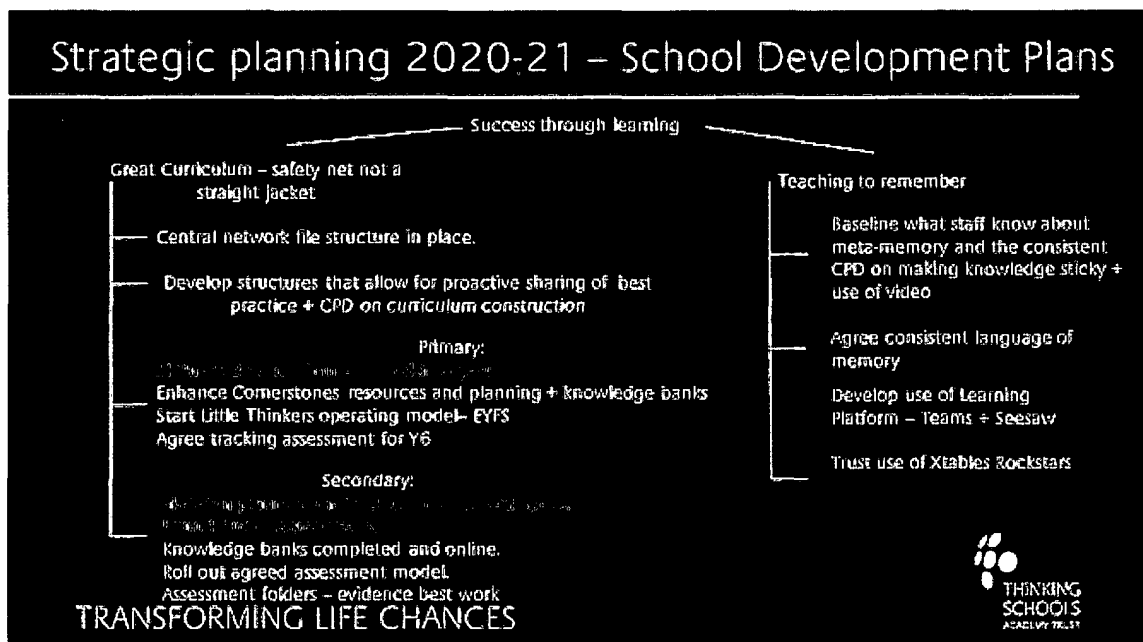 Strategic planning 2020-21 – School Development Plans
Success through learning
Great Curriculum – safety net not a
straight jacket
Central network file structure in place.
Develop structures that allow for proactive sharing of best
practice + CPD on curriculum construction
Primary:
Enhance Cornerstones resources and planning + knowledge banks
Start Little Thinkers operating model– EYFS
Agree tracking assessment for Y6
Secondary:
Knowledge banks completed and online.
Roll out agreed assessment model.
Assessment folders – evidence best work
Teaching to remember
Baseline what staff know about
meta-memory and the consistent
CPD on making knowledge sticky +
use of video
Agree consistent language of
memory
Develop use of Learning
Platform – Teams + Seesaw
Trust use of Xtables Rockstars
TRANSFORMING LIFE CHANCES
THINKING
SCHOOLS
ACADEMY TRUST